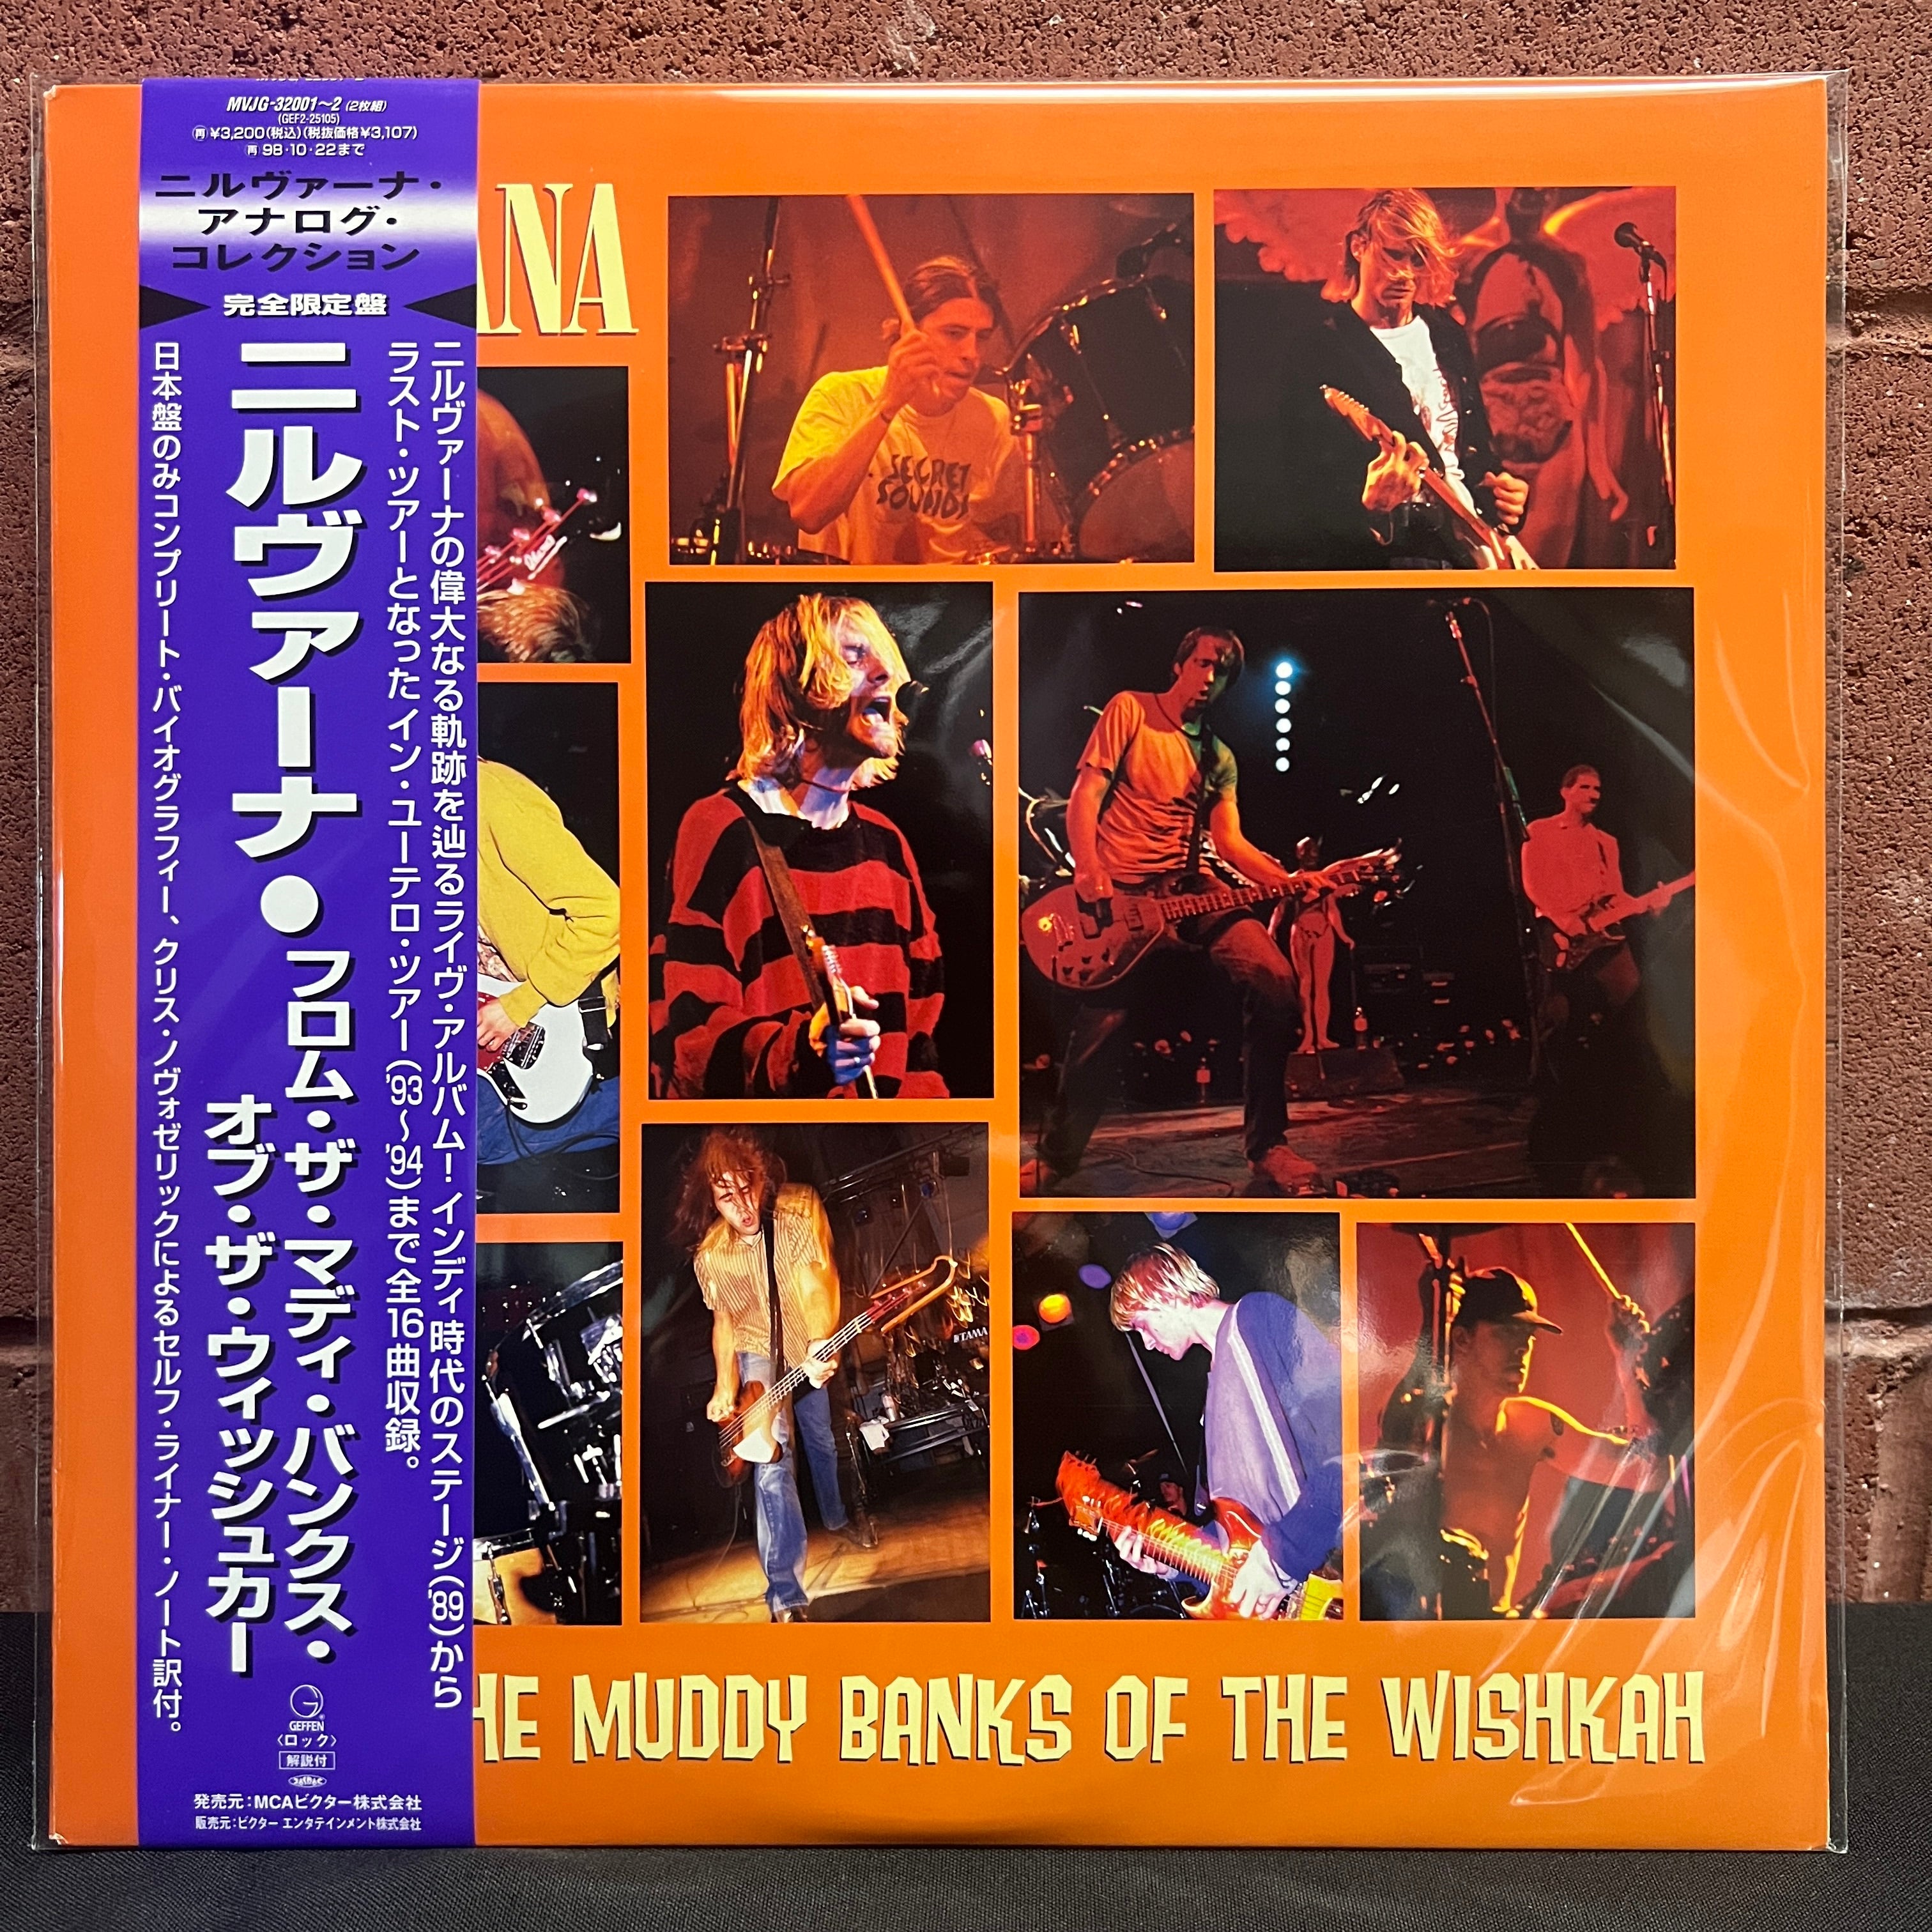 MVJG-32001〜2 (2枚組)
(GEF2-25105)
㊢¥3,200(税込)(税抜価格¥3,107)
㊢98・10・22まで
ニルヴァーナ・
アナログ・
コレクション
完全限定盤
ニルヴァーナの偉大なる軌跡を辿るライヴ・アルバム！インディ時代のステージ('89)から
ラスト・ツアーとなったイン・ユーテロ・ツアー('93〜'94)まで全16曲収録。
ニルヴァーナ●フロム・ザ・マディ・バンクス・
オブ・ザ・ウィッシュカー
日本盤のみコンプリート・バイオグラフィー、クリス・ノヴォゼリックによるセルフ・ライナー・ノート訳付。
GEFFEN
〈ロック〉
解説付
発売元：MCAビクター株式会社
販売元：ビクター エンタテインメント株式会社
ANA
SECRET
SOUNDS
TAMA
HE MUDDY BANKS OF THE WISHKAH